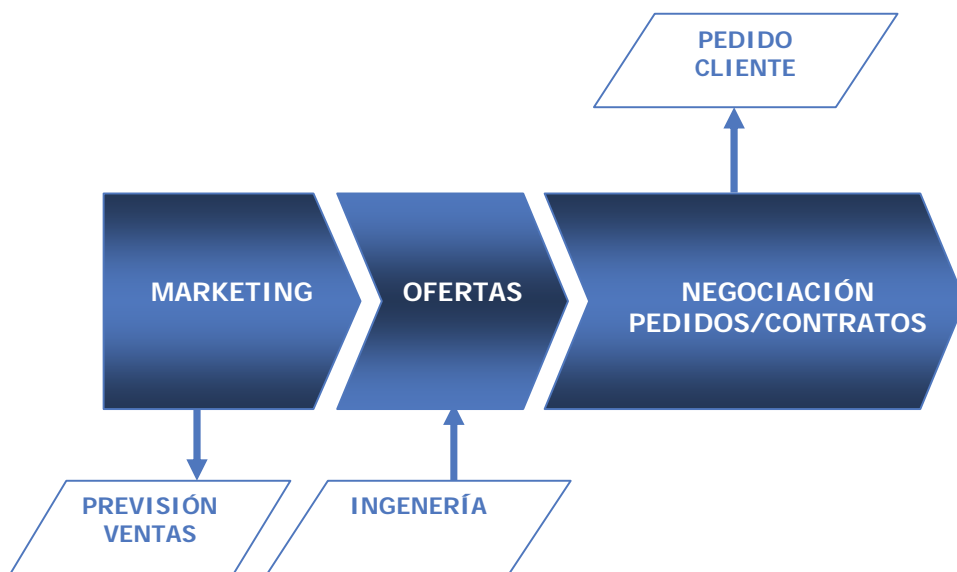 PEDIDO
CLIENTE
MARKETING
OFERTAS
NEGOCIACIÓN
PEDIDOS/CONTRATOS
PREVISIÓN
VENTAS
INGENERÍA